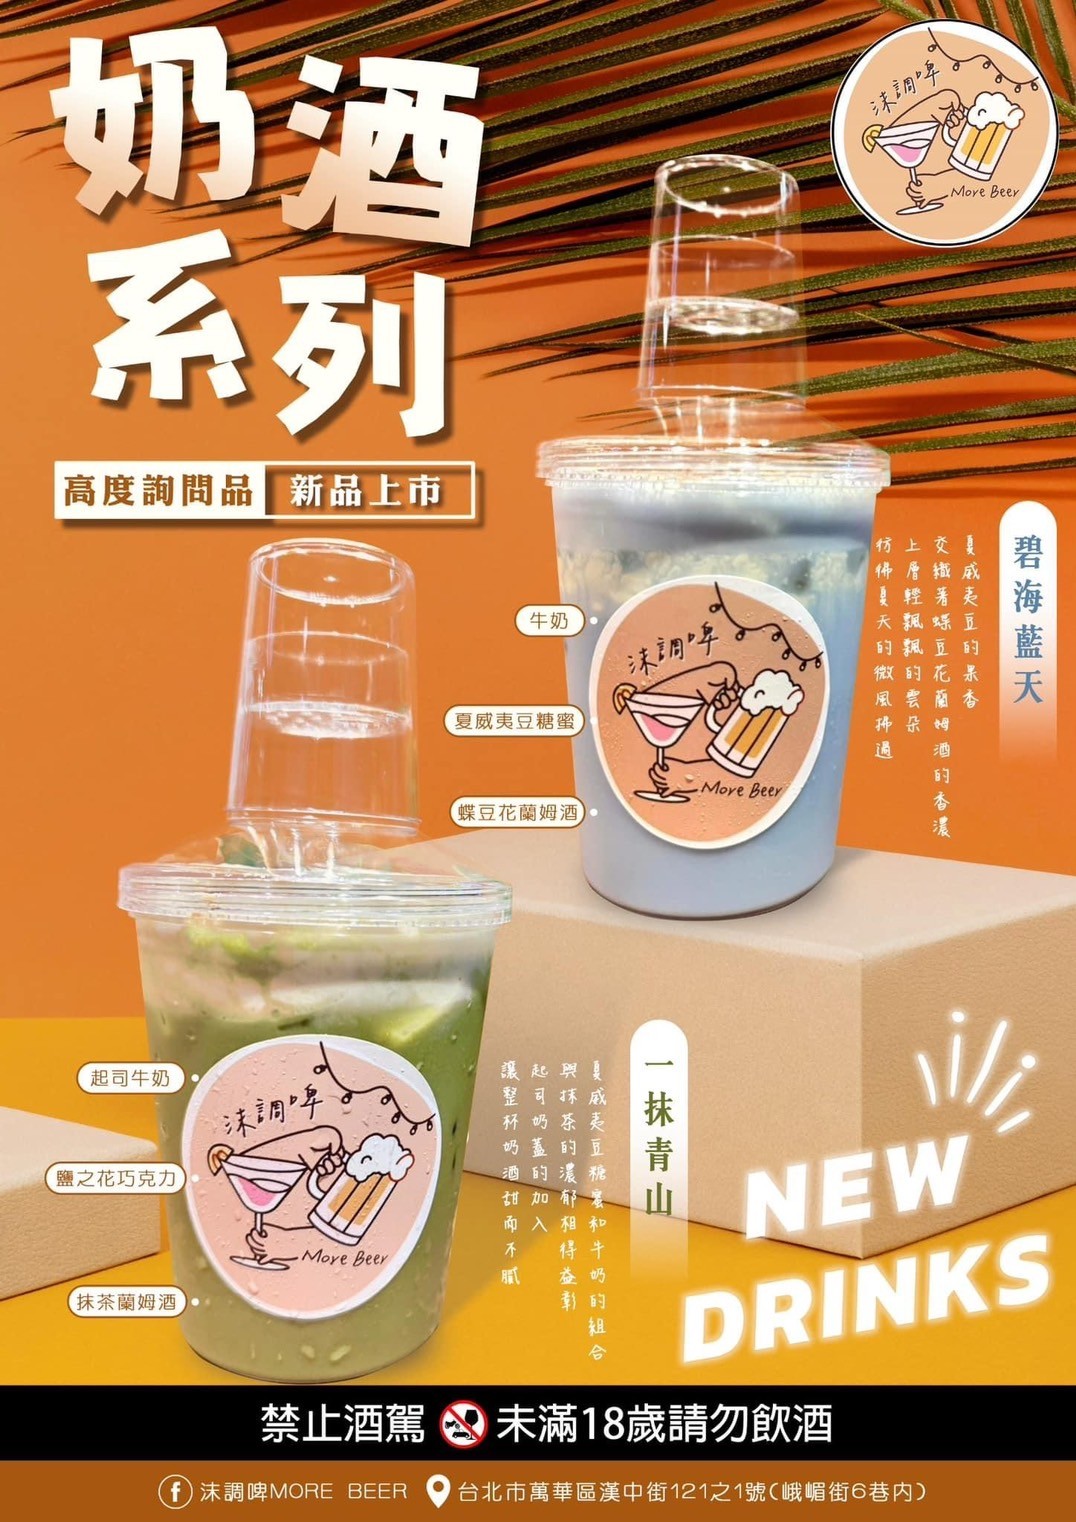 奶酒
系列
高度詢問品 新品上市
沫調啤
More Beer
碧海藍天
夏威夷豆的果香
交織著蝶豆花蘭姆酒的香濃
上層輕飄飄的雲朵
彷彿夏天的微風拂過
牛奶
夏威夷豆糖蜜
蝶豆花蘭姆酒
沫調啤
More Beer
一抹青山
夏威夷豆糖蜜和牛奶的組合
與抹茶的濃郁相得益彰
起司奶蓋的加入
讓整杯奶酒甜而不膩
起司牛奶
鹽之花巧克力
抹茶蘭姆酒
沫調啤
More Beer
NEW
DRINKS
禁止酒駕 未滿18歲請勿飲酒
沫調啤MORE BEER 台北市萬華區漢中街121之1號(峨嵋街6巷內)